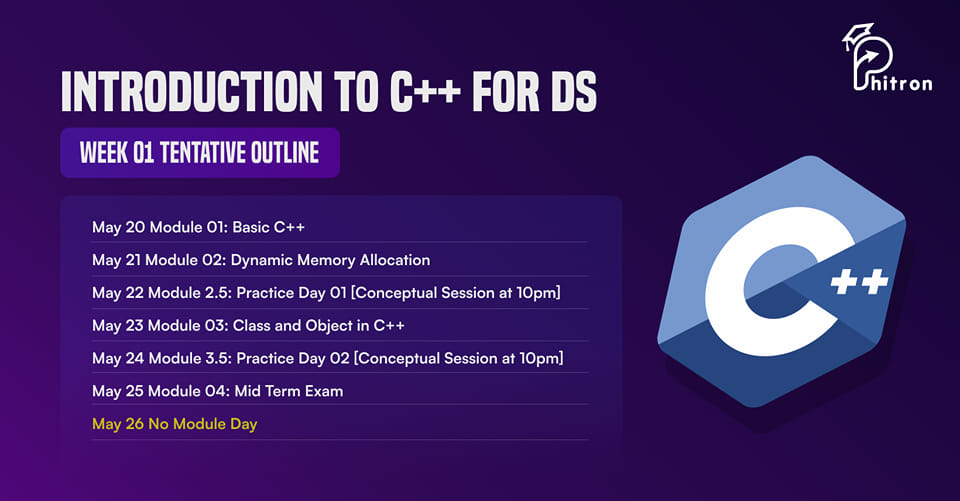 Phitron
INTRODUCTION TO C++ FOR DS
WEEK 01 TENTATIVE OUTLINE
May 20 Module 01: Basic C++
May 21 Module 02: Dynamic Memory Allocation
May 22 Module 2.5: Practice Day 01 [Conceptual Session at 10pm]
May 23 Module 03: Class and Object in C++
May 24 Module 3.5: Practice Day 02 [Conceptual Session at 10pm]
May 25 Module 04: Mid Term Exam
May 26 No Module Day
C++